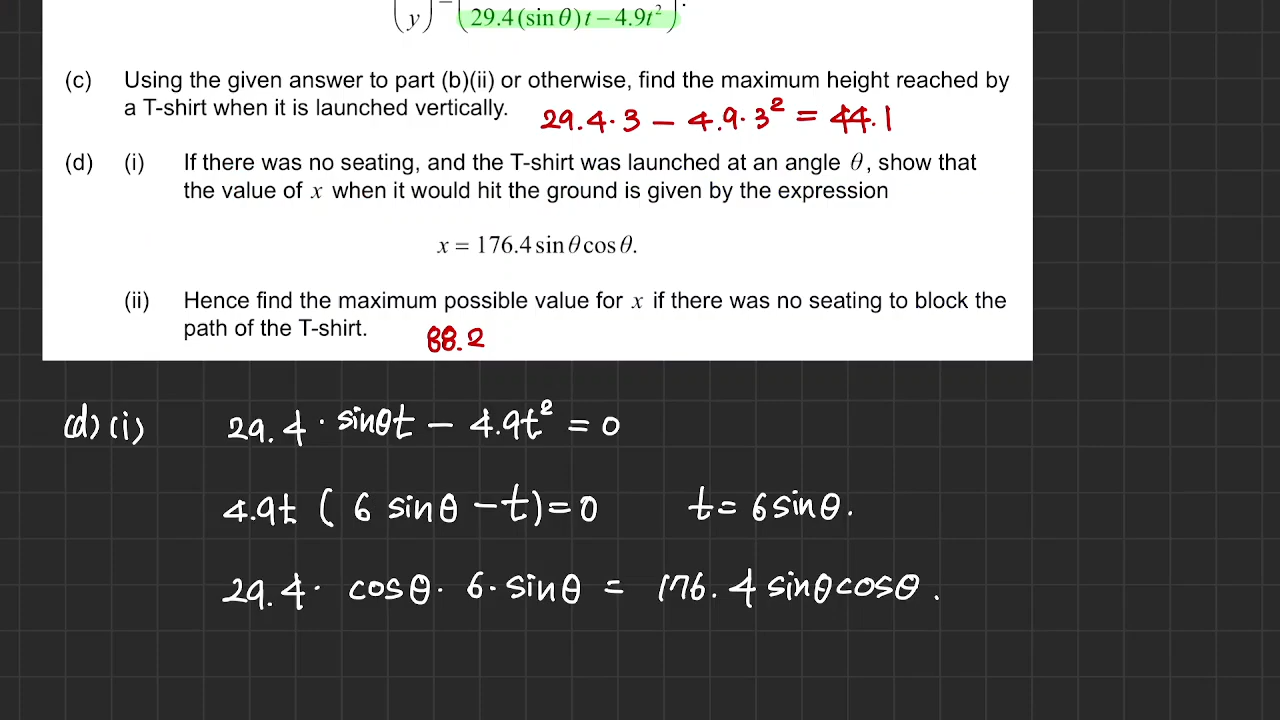 (y) = (29.4(sin θ)t − 4.9t²).
(c) Using the given answer to part (b)(ii) or otherwise, find the maximum height reached by
a T-shirt when it is launched vertically.
29.4·3 − 4.9·3² = 44.1
(d) (i) If there was no seating, and the T-shirt was launched at an angle θ, show that
the value of x when it would hit the ground is given by the expression
x = 176.4 sin θ cos θ.
(ii) Hence find the maximum possible value for x if there was no seating to block the
path of the T-shirt.
88.2
(d)(i) 29.4 · sinθt − 4.9t² = 0
4.9t ( 6 sinθ − t) = 0 t = 6 sinθ.
29.4 · cosθ · 6 · sinθ = 176.4 sinθcosθ.